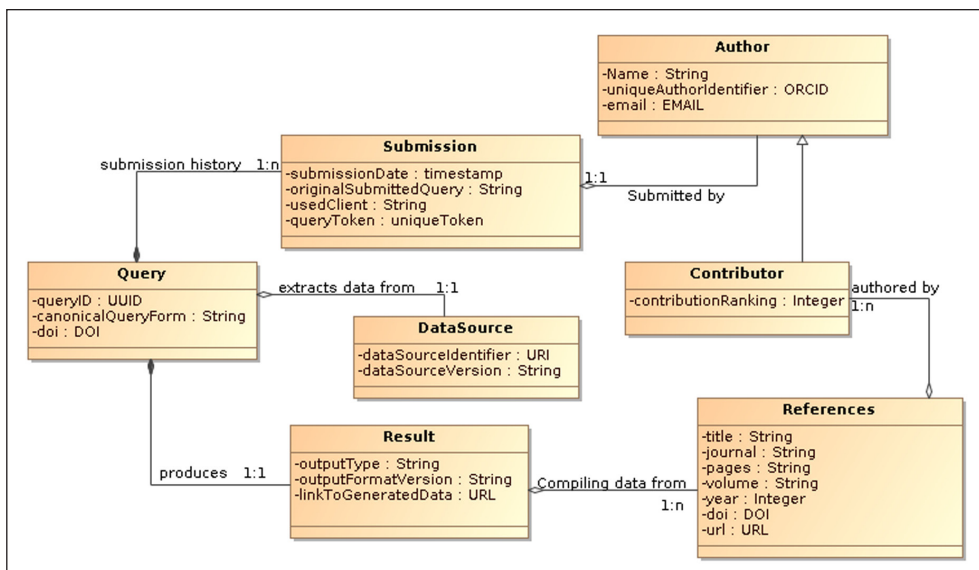 Author
-Name : String
-uniqueAuthorIdentifier : ORCID
-email : EMAIL
Submission
-submissionDate : timestamp
-originalSubmittedQuery : String
-usedClient : String
-queryToken : uniqueToken
submission history 1:n
1:1
Submitted by
Query
-queryID : UUID
-canonicalQueryForm : String
-doi : DOI
extracts data from 1:1
DataSource
-dataSourceIdentifier : URI
-dataSourceVersion : String
Contributor
-contributionRanking : Integer
authored by
1:n
Result
-outputType : String
-outputFormatVersion : String
-linkToGeneratedData : URL
produces 1:1
Compiling data from
1:n
References
-title : String
-journal : String
-pages : String
-volume : String
-year : Integer
-doi : DOI
-url : URL